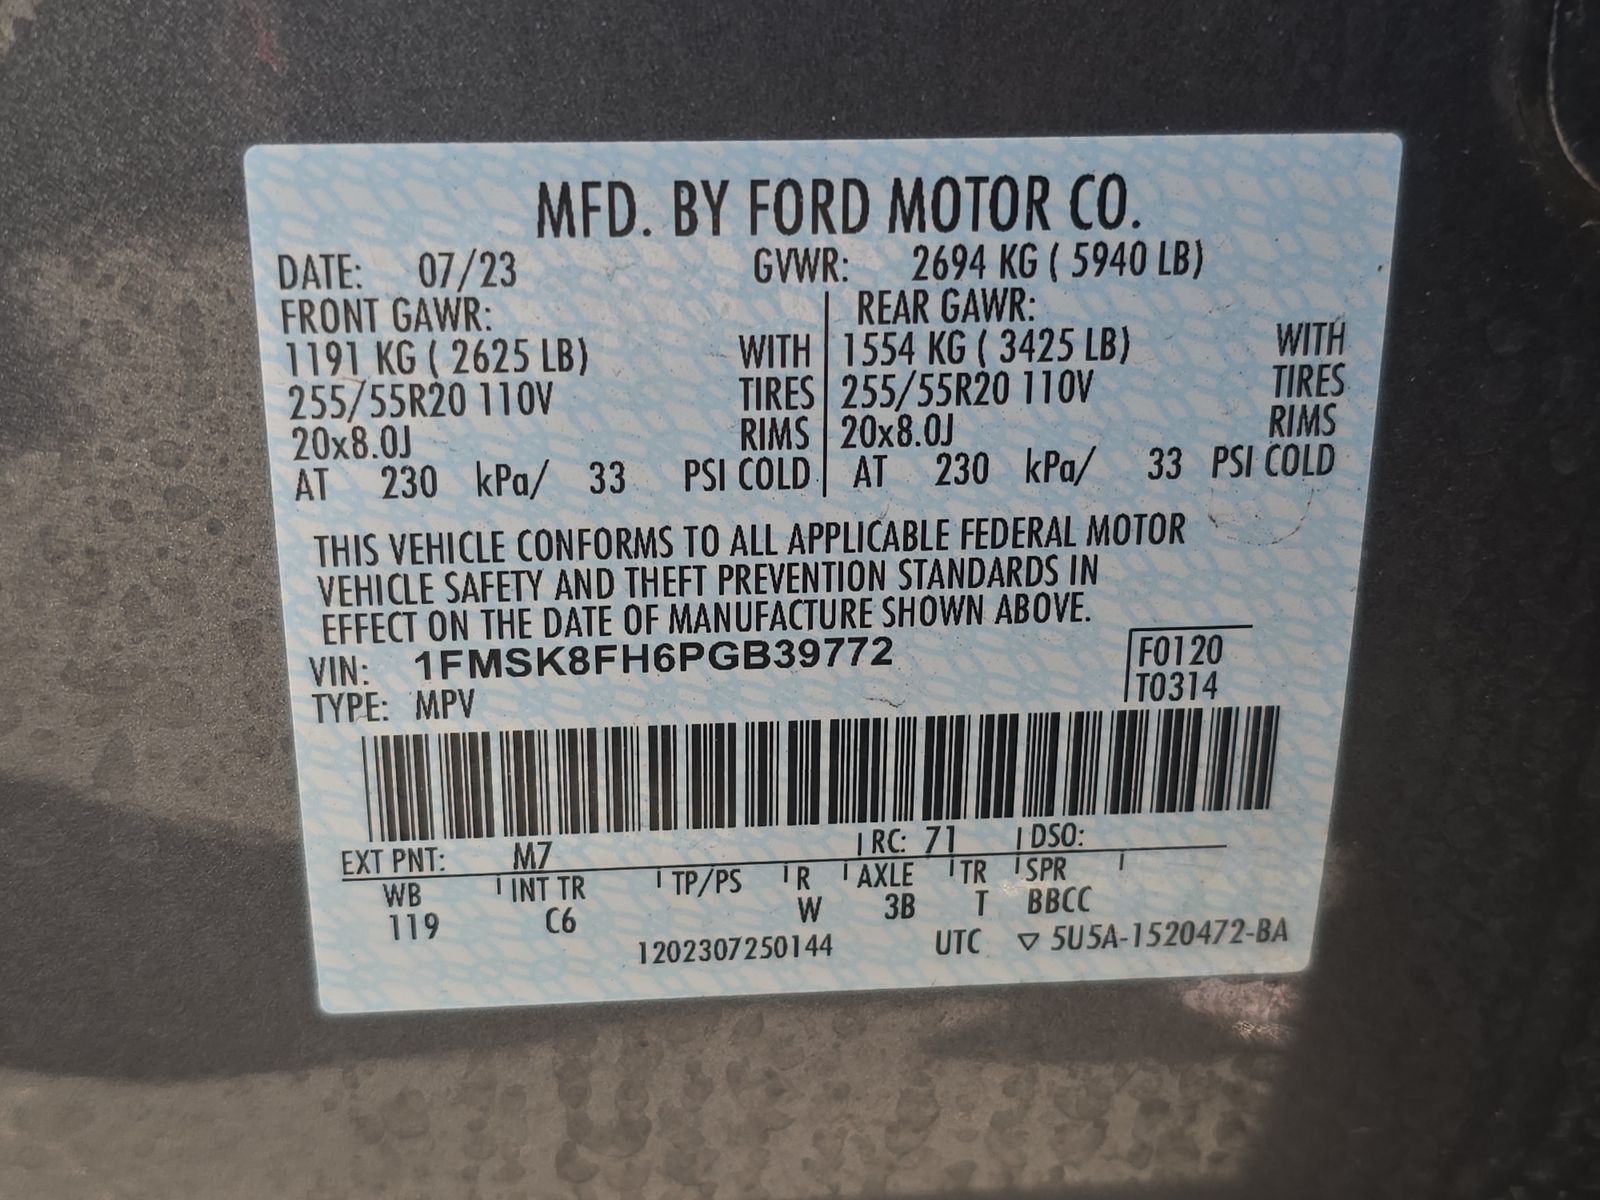 MFD. BY FORD MOTOR CO.
DATE: 07/23 GVWR: 2694 KG ( 5940 LB)
FRONT GAWR: REAR GAWR:
1191 KG ( 2625 LB) WITH 1554 KG ( 3425 LB) WITH
255/55R20 110V TIRES 255/55R20 110V TIRES
20x8.0J RIMS 20x8.0J RIMS
AT 230 kPa/ 33 PSI COLD AT 230 kPa/ 33 PSI COLD
THIS VEHICLE CONFORMS TO ALL APPLICABLE FEDERAL MOTOR
VEHICLE SAFETY AND THEFT PREVENTION STANDARDS IN
EFFECT ON THE DATE OF MANUFACTURE SHOWN ABOVE.
VIN: 1FMSK8FH6PGB39772 F0120
TYPE: MPV T0314
EXT PNT: M7 RC: 71 DSO:
WB INT TR TP/PS R AXLE TR SPR
119 C6 W 3B T BBCC
1202307250144 UTC ▽ 5U5A-1520472-BA